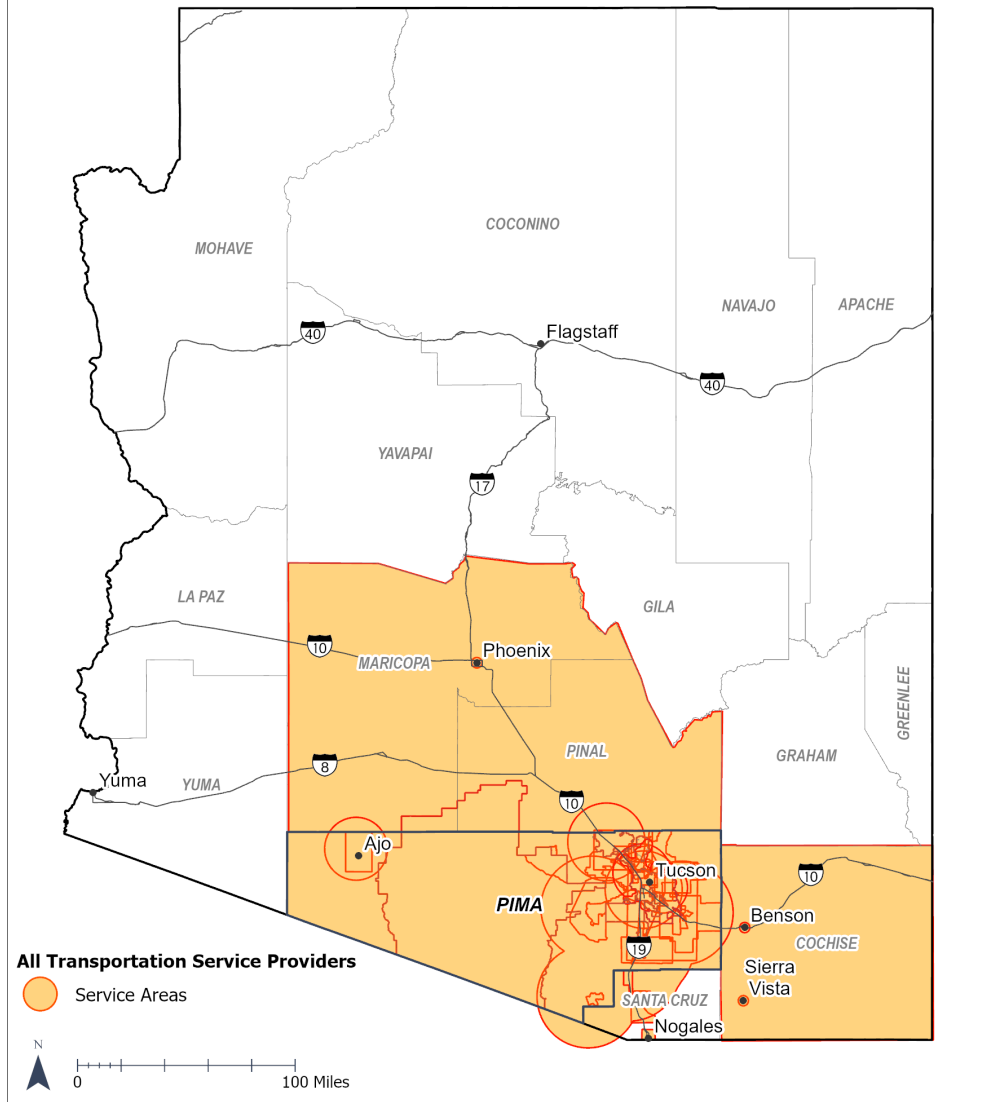 COCONINO
MOHAVE
NAVAJO
APACHE
40
Flagstaff
40
YAVAPAI
17
LA PAZ
GILA
10
Phoenix
MARICOPA
GREENLEE
PINAL
GRAHAM
8
Yuma
YUMA
10
Ajo
Tucson
10
PIMA
Benson
19
COCHISE
All Transportation Service Providers
Sierra
Vista
Service Areas
SANTA CRUZ
Nogales
N
0
100 Miles